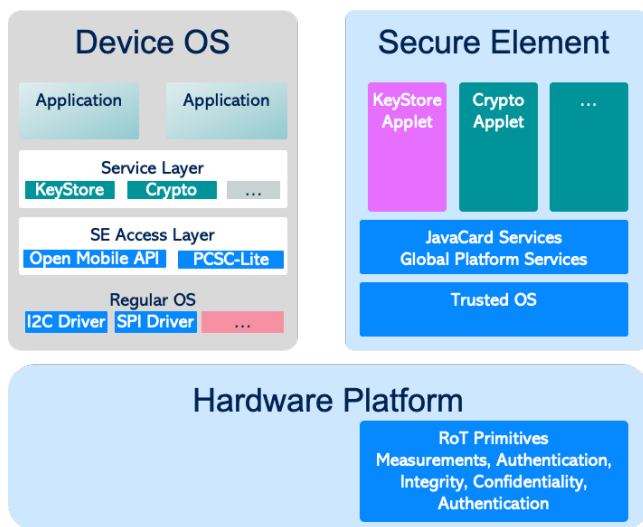 Device OS
Application
Application
Service Layer
KeyStore
Crypto
...
SE Access Layer
Open Mobile API
PCSC-Lite
Regular OS
I2C Driver
SPI Driver
...
Secure Element
KeyStore
Applet
Crypto
Applet
...
JavaCard Services
Global Platform Services
Trusted OS
Hardware Platform
RoT Primitives
Measurements, Authentication,
Integrity, Confidentiality,
Authentication